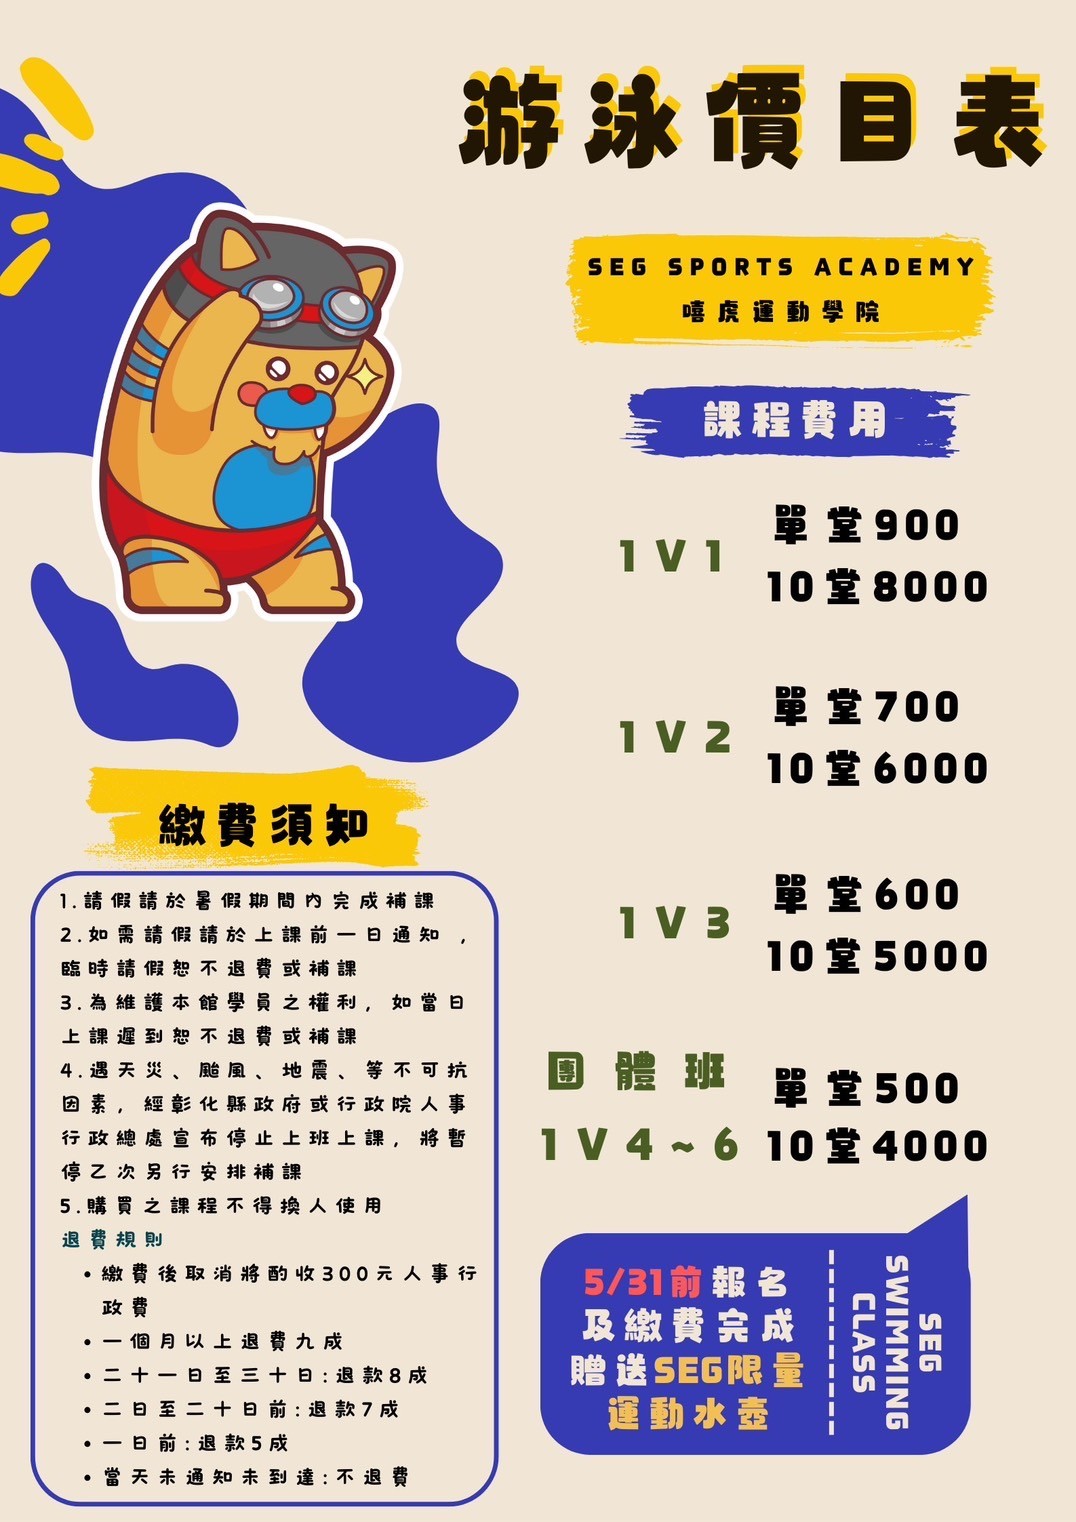 游泳價目表
SEG SPORTS ACADEMY
嘻虎運動學院
課程費用
1V1
單堂900
10堂8000
1V2
單堂700
10堂6000
1V3
單堂600
10堂5000
團體班
1V4~6
單堂500
10堂4000
繳費須知
1.請假請於暑假期間內完成補課
2.如需請假請於上課前一日通知，
臨時請假恕不退費或補課
3.為維護本館學員之權利，如當日
上課遲到恕不退費或補課
4.遇天災、颱風、地震、等不可抗
因素，經彰化縣政府或行政院人事
行政總處宣布停止上班上課，將暫
停乙次另行安排補課
5.購買之課程不得換人使用
退費規則
•繳費後取消將酌收300元人事行
政費
•一個月以上退費九成
•二十一日至三十日:退款8成
•二日至二十日前:退款7成
•一日前:退款5成
•當天未通知未到達:不退費
5/31前報名
及繳費完成
贈送SEG限量
運動水壺
SEG
SWIMMING
CLASS